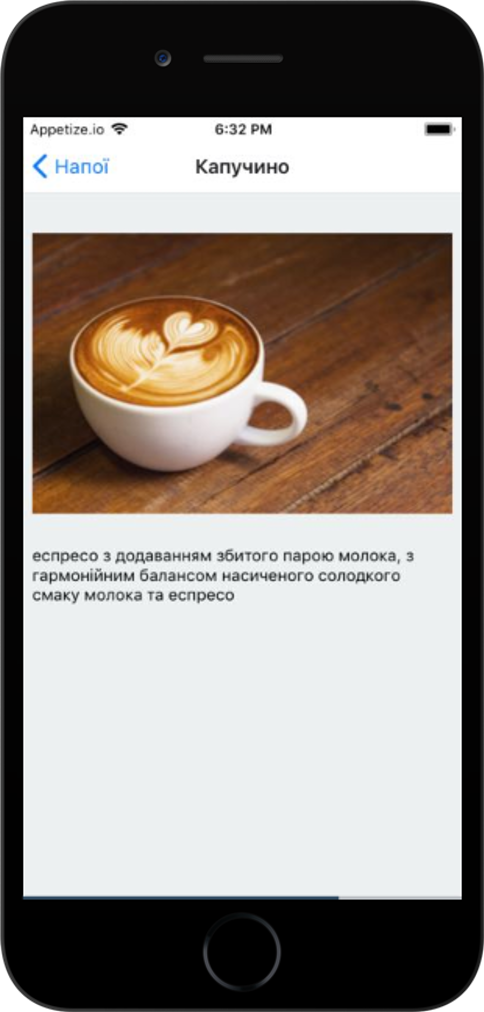 Appetize.io 6:32 PM
Напої Капучино
еспресо з додаванням збитого парою молока, з
гармонійним балансом насиченого солодкого
смаку молока та еспресо